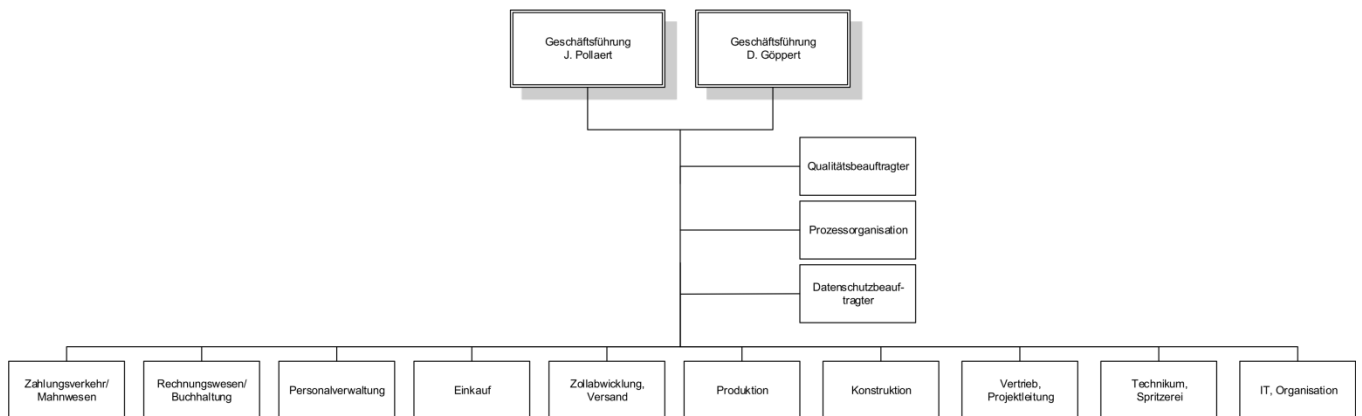 Geschäftsführung
J. Pollaert
Geschäftsführung
D. Göppert
Qualitätsbeauftragter
Prozessorganisation
Datenschutzbeauf-
tragter
Zahlungsverkehr/
Mahnwesen
Rechnungswesen/
Buchhaltung
Personalverwaltung
Einkauf
Zollabwicklung,
Versand
Produktion
Konstruktion
Vertrieb,
Projektleitung
Technikum,
Spritzerei
IT, Organisation